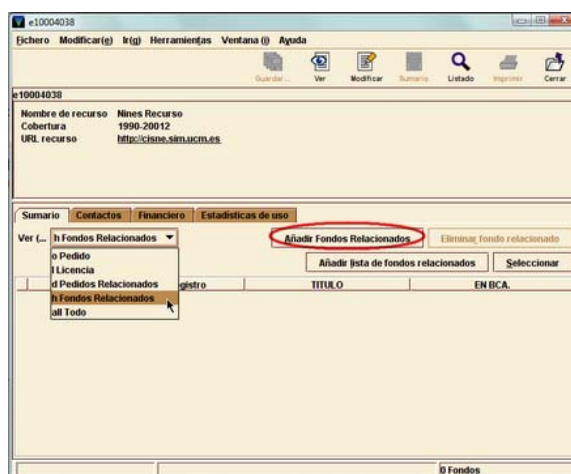 e10004038
Fichero Modificar(e) Ir(g) Herramientas Ventana (i) Ayuda
Guardar... Ver Modificar Sumario Listado Imprimir Cerrar
e10004038
Nombre de recurso Nines Recurso
Cobertura 1990-20012
URL recurso http://cisne.sim.ucm.es
Sumario Contactos Financiero Estadísticas de uso
Ver (... h Fondos Relacionados Añadir Fondos Relacionados Eliminar fondo relacionado
o Pedido
l Licencia
Añadir lista de fondos relacionados Seleccionar
d Pedidos Relacionados
h Fondos Relacionados
all Todo
egistro TITULO EN BCA.
0 Fondos